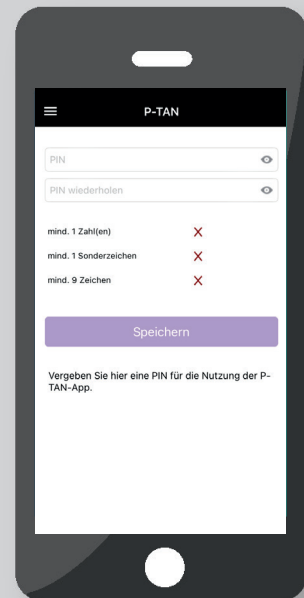 P-TAN
PIN
PIN wiederholen
mind. 1 Zahl(en)
mind. 1 Sonderzeichen
mind. 9 Zeichen
Speichern
Vergeben Sie hier eine PIN für die Nutzung der P-
TAN-App.